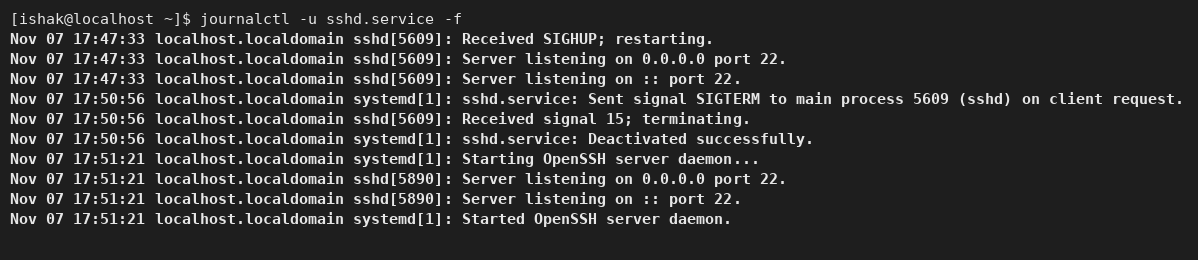 [ishak@localhost ~]$ journalctl -u sshd.service -f
Nov 07 17:47:33 localhost.localdomain sshd[5609]: Received SIGHUP; restarting.
Nov 07 17:47:33 localhost.localdomain sshd[5609]: Server listening on 0.0.0.0 port 22.
Nov 07 17:47:33 localhost.localdomain sshd[5609]: Server listening on :: port 22.
Nov 07 17:50:56 localhost.localdomain systemd[1]: sshd.service: Sent signal SIGTERM to main process 5609 (sshd) on client request.
Nov 07 17:50:56 localhost.localdomain sshd[5609]: Received signal 15; terminating.
Nov 07 17:50:56 localhost.localdomain systemd[1]: sshd.service: Deactivated successfully.
Nov 07 17:51:21 localhost.localdomain systemd[1]: Starting OpenSSH server daemon...
Nov 07 17:51:21 localhost.localdomain sshd[5890]: Server listening on 0.0.0.0 port 22.
Nov 07 17:51:21 localhost.localdomain sshd[5890]: Server listening on :: port 22.
Nov 07 17:51:21 localhost.localdomain systemd[1]: Started OpenSSH server daemon.